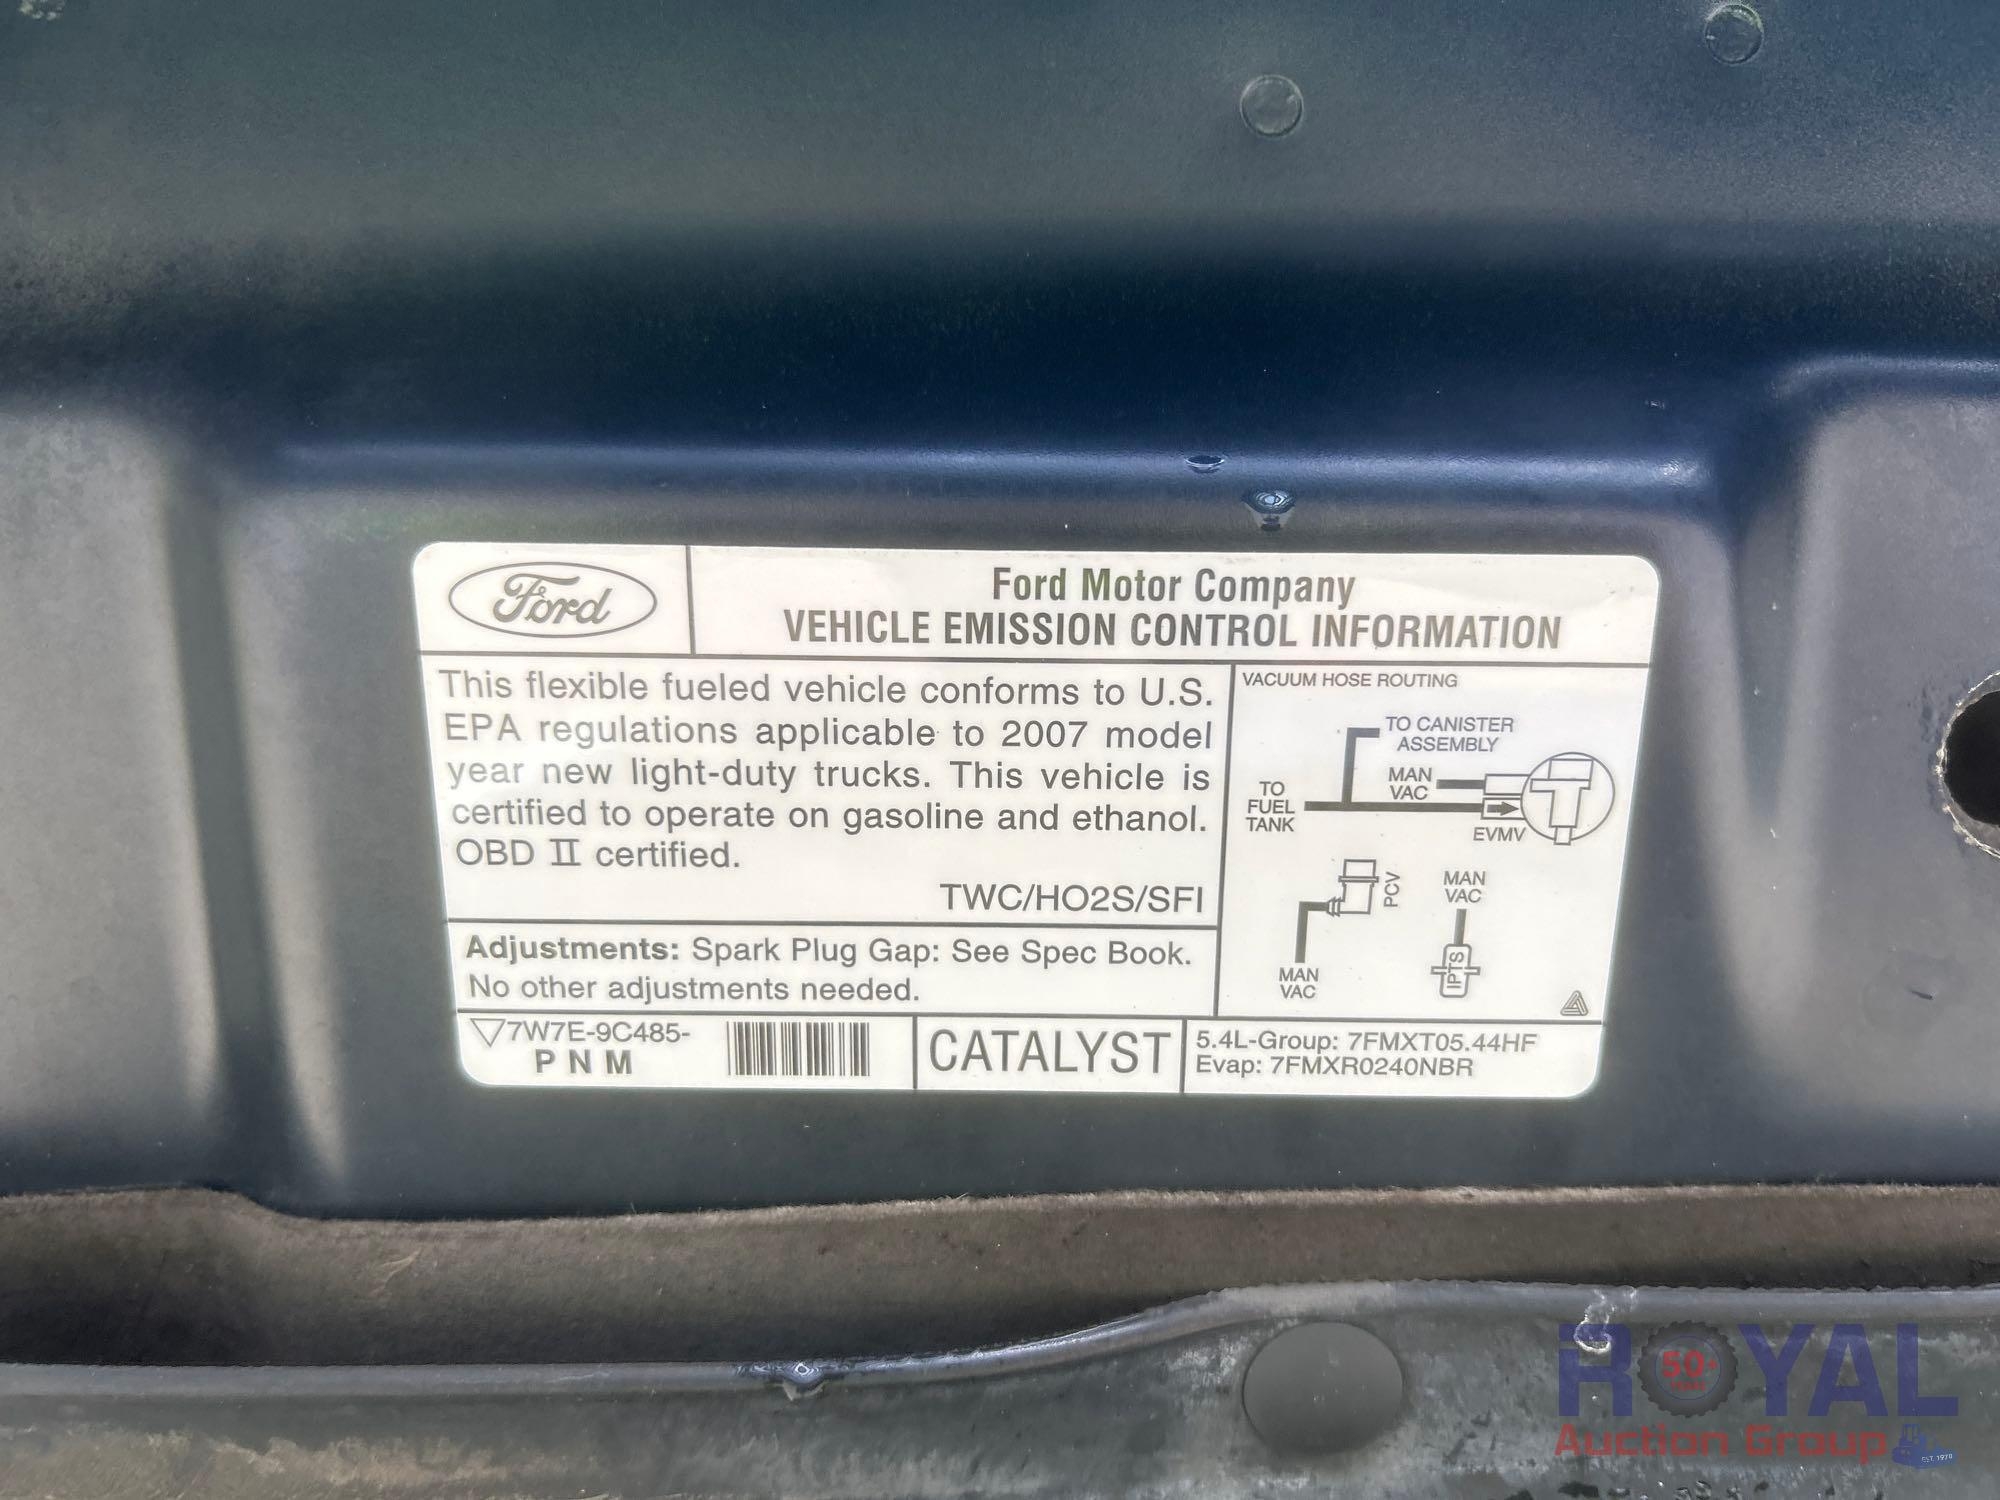 Ford
Ford Motor Company
VEHICLE EMISSION CONTROL INFORMATION
This flexible fueled vehicle conforms to U.S.
EPA regulations applicable to 2007 model
year new light-duty trucks. This vehicle is
certified to operate on gasoline and ethanol.
OBD II certified.
TWC/HO2S/SFI
Adjustments: Spark Plug Gap: See Spec Book.
No other adjustments needed.
7W7E-9C485-
P N M
CATALYST
VACUUM HOSE ROUTING
TO CANISTER
ASSEMBLY
MAN
VAC
TO
FUEL
TANK
EVMV
PCV
MAN
VAC
MAN
VAC
IPTS
5.4L-Group: 7FMXT05.44HF
Evap: 7FMXR0240NBR
ROYAL
50+
YEARS
Auction Group
EST. 1970